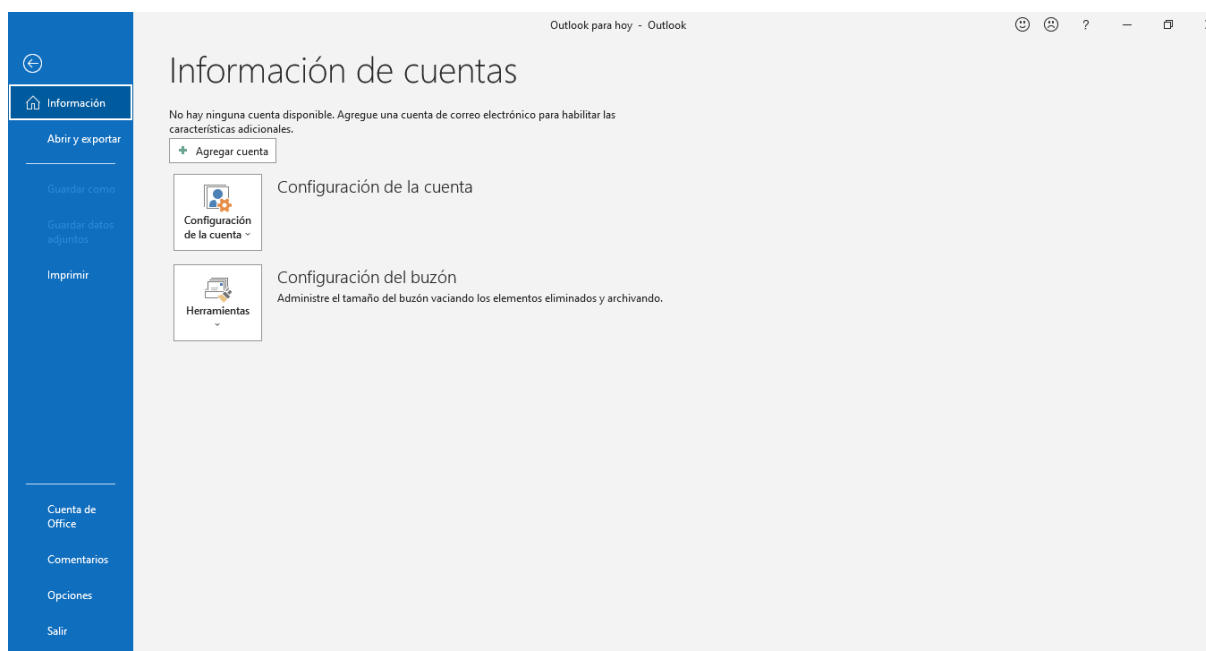 Outlook para hoy - Outlook
?
Información de cuentas
Información
No hay ninguna cuenta disponible. Agregue una cuenta de correo electrónico para habilitar las
características adicionales.
Abrir y exportar
Agregar cuenta
Guardar como
Configuración
de la cuenta
Configuración de la cuenta
Guardar datos
adjuntos
Imprimir
Herramientas
Configuración del buzón
Administre el tamaño del buzón vaciando los elementos eliminados y archivando.
Cuenta de
Office
Comentarios
Opciones
Salir